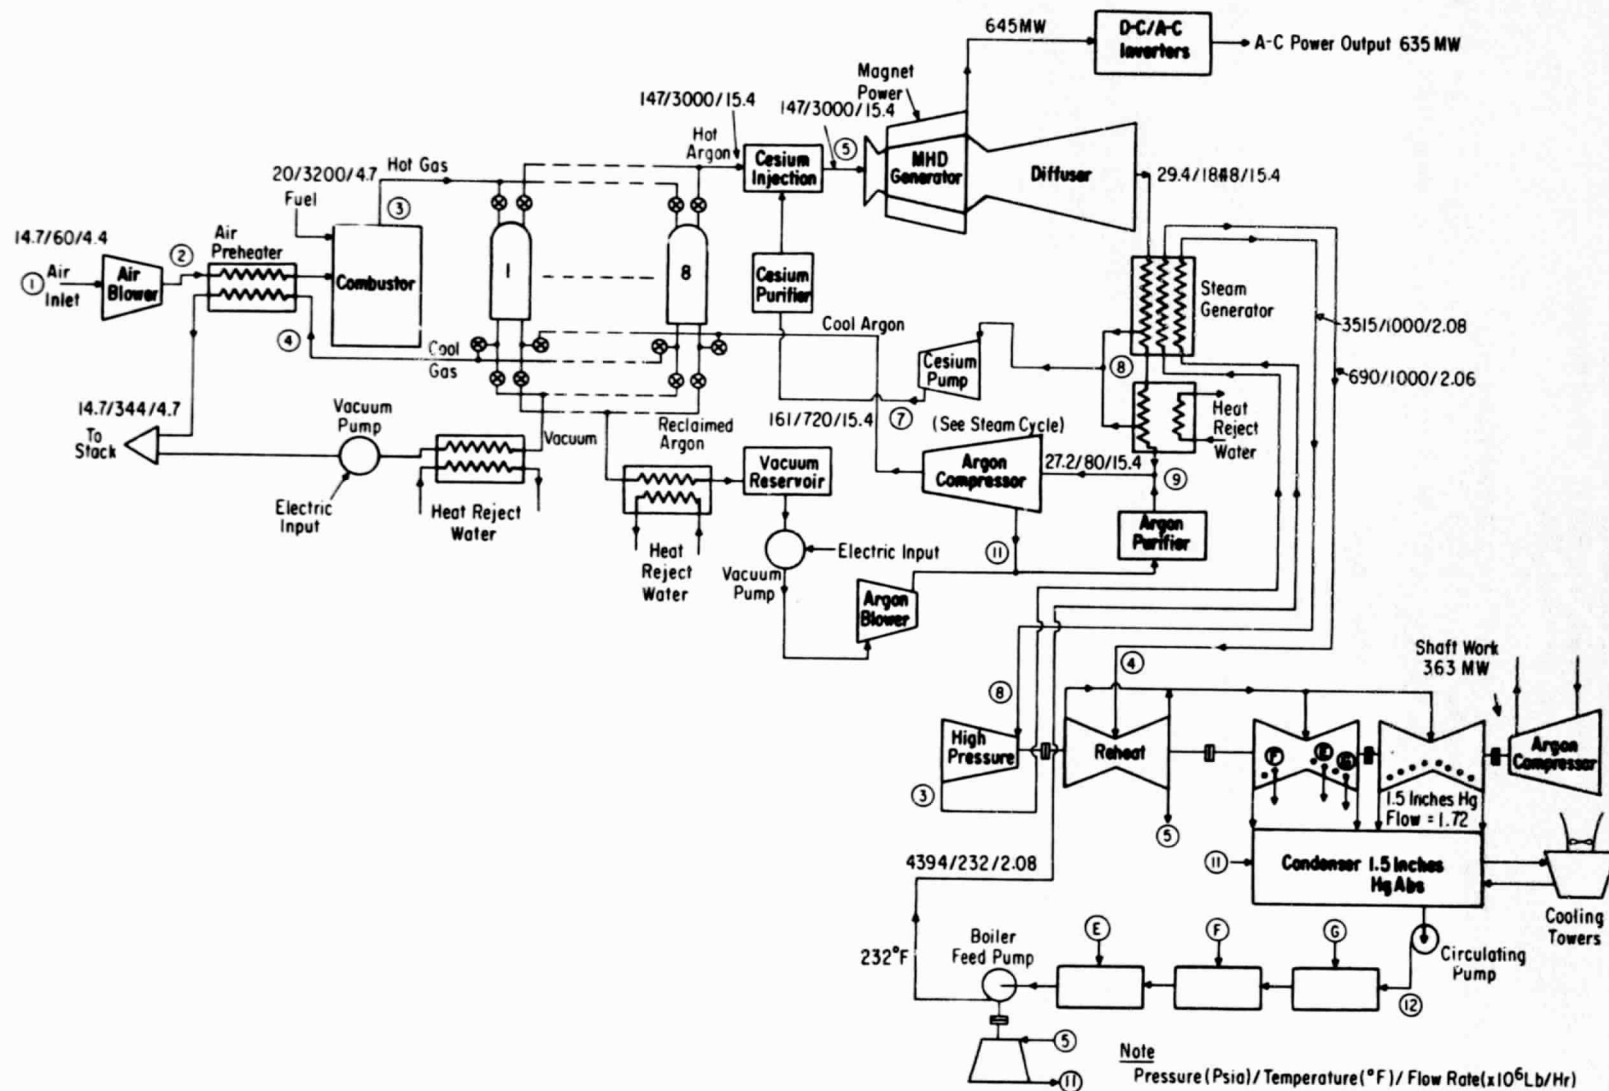 645MW
D-C/A-C
Inverters
A-C Power Output 635 MW
Magnet
Power
147/3000/15.4
147/3000/15.4
Hot
Argon
Cesium
Injection
5
MHD
Generator
Diffuser
29.4/1848/15.4
Hot Gas
20/3200/4.7
Fuel
3
14.7/60/4.4
Air
Preheater
2
1
Air
Inlet
Air
Blower
Combustor
4
1
8
Cesium
Purifier
Steam
Generator
3515/1000/2.08
690/1000/2.06
Cool Argon
Cool
Gas
Cesium
Pump
8
7
Heat
Reject
Water
14.7/344/4.7
To
Stack
Vacuum
Pump
Vacuum
Reclaimed
Argon
161/720/15.4
(See Steam Cycle)
Argon
Compressor
27.2/80/15.4
9
Vacuum
Reservoir
Electric
Input
Heat Reject
Water
Heat
Reject
Water
Electric Input
Vacuum
Pump
11
Argon
Purifier
Argon
Blower
4
Shaft Work
363 MW
8
High
Pressure
Reheat
F
E
G
Argon
Compressor
3
5
1.5 Inches Hg
Flow = 1.72
4394/232/2.08
11
Condenser 1.5 Inches
Hg Abs
Cooling
Towers
232°F
Boiler
Feed Pump
E
F
G
Circulating
Pump
12
5
11
Note
Pressure (Psia) / Temperature (°F) / Flow Rate (x10⁶Lb/Hr)